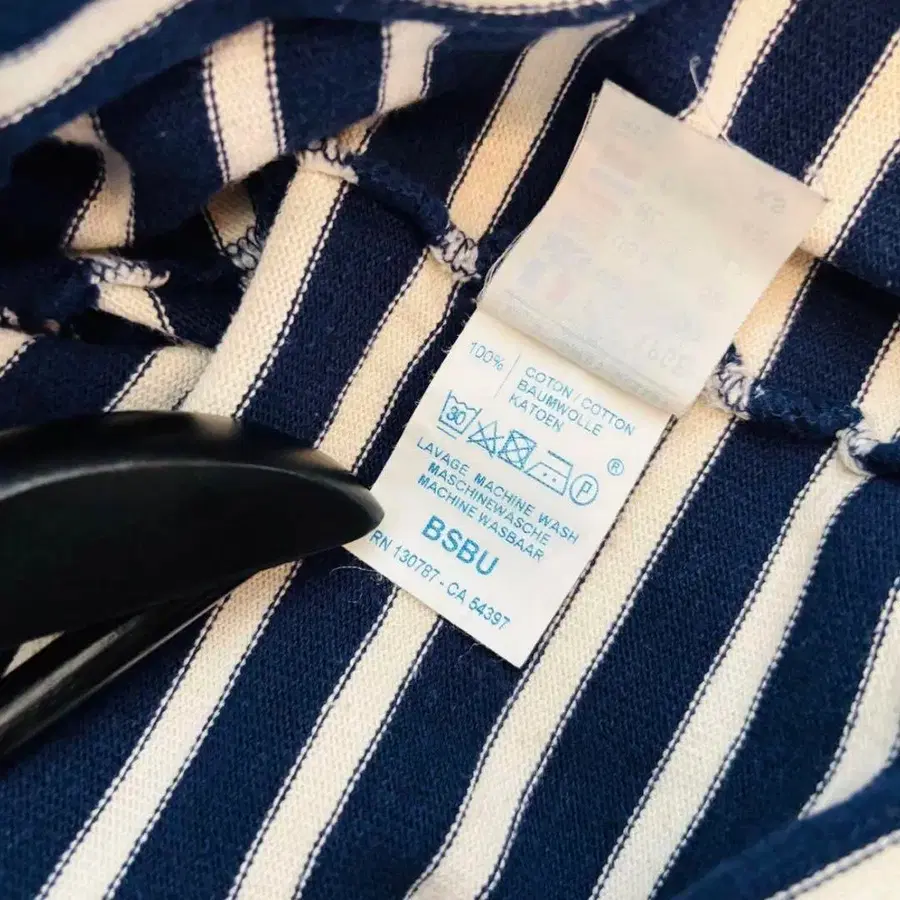 100% COTON / COTTON
BAUMWOLLE
KATOEN
30 P ®
LAVAGE MACHINE WASH
MASCHINEWASCHE
MACHINE WASBAAR
BSBU
RN 130787 - CA 54397